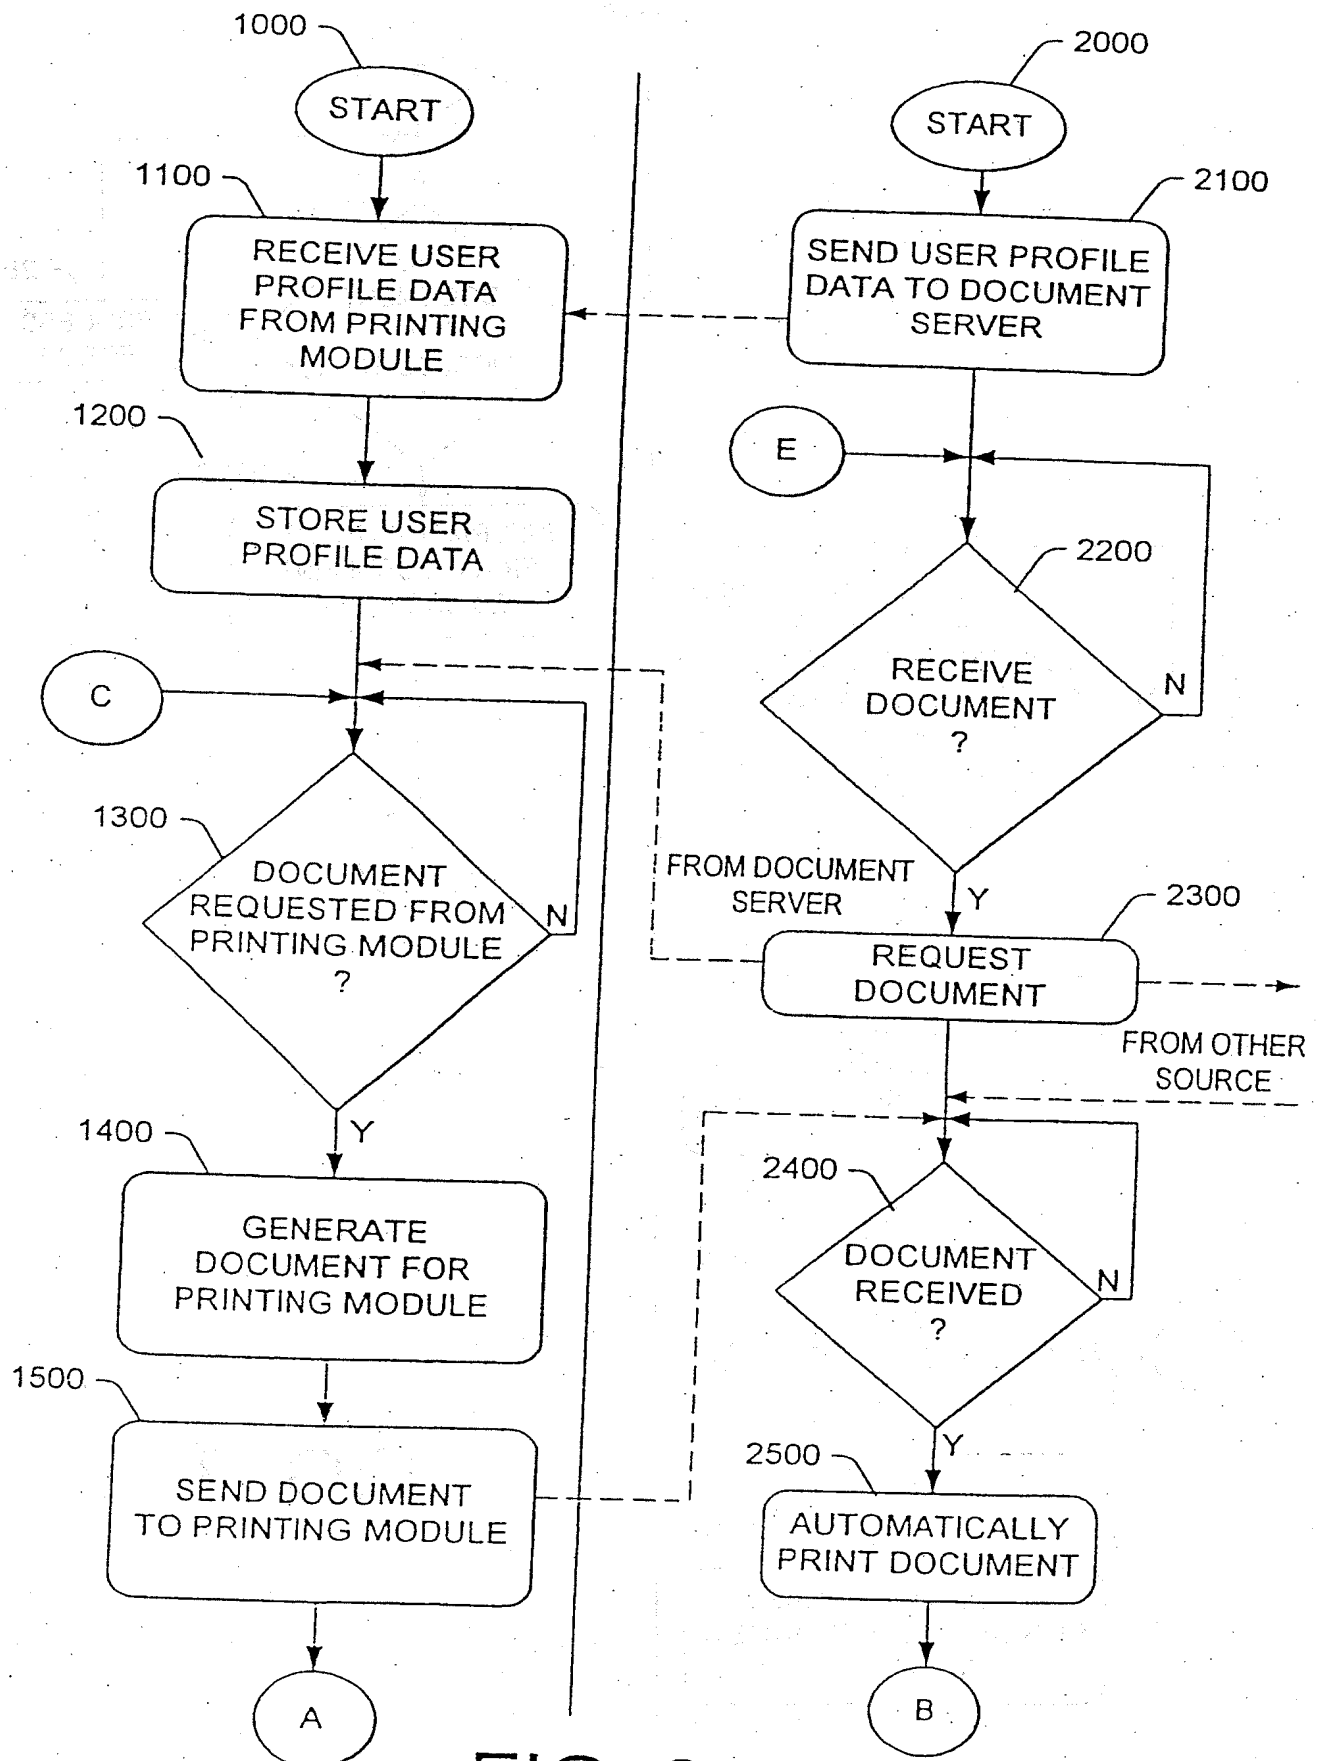 1000
START
1100
RECEIVE USER
PROFILE DATA
FROM PRINTING
MODULE
1200
STORE USER
PROFILE DATA
C
1300
DOCUMENT
REQUESTED FROM
PRINTING MODULE
?
N
Y
1400
GENERATE
DOCUMENT FOR
PRINTING MODULE
1500
SEND DOCUMENT
TO PRINTING MODULE
A
2000
START
2100
SEND USER PROFILE
DATA TO DOCUMENT
SERVER
E
2200
RECEIVE
DOCUMENT
?
N
Y
FROM DOCUMENT
SERVER
2300
REQUEST
DOCUMENT
FROM OTHER
SOURCE
2400
DOCUMENT
RECEIVED
?
N
Y
2500
AUTOMATICALLY
PRINT DOCUMENT
B